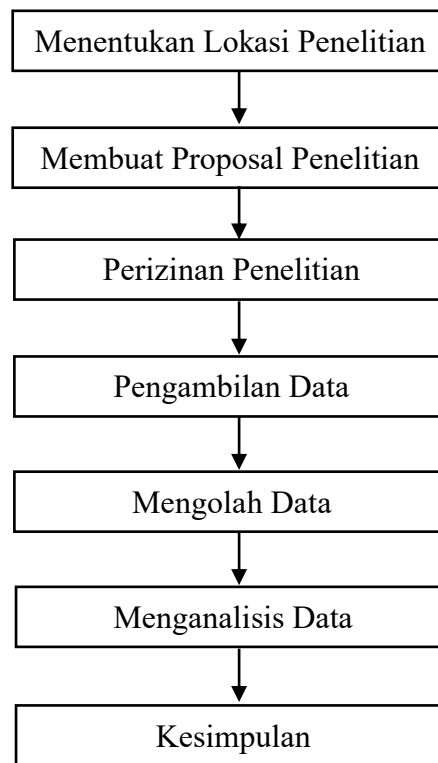 Menentukan Lokasi Penelitian
Membuat Proposal Penelitian
Perizinan Penelitian
Pengambilan Data
Mengolah Data
Menganalisis Data
Kesimpulan